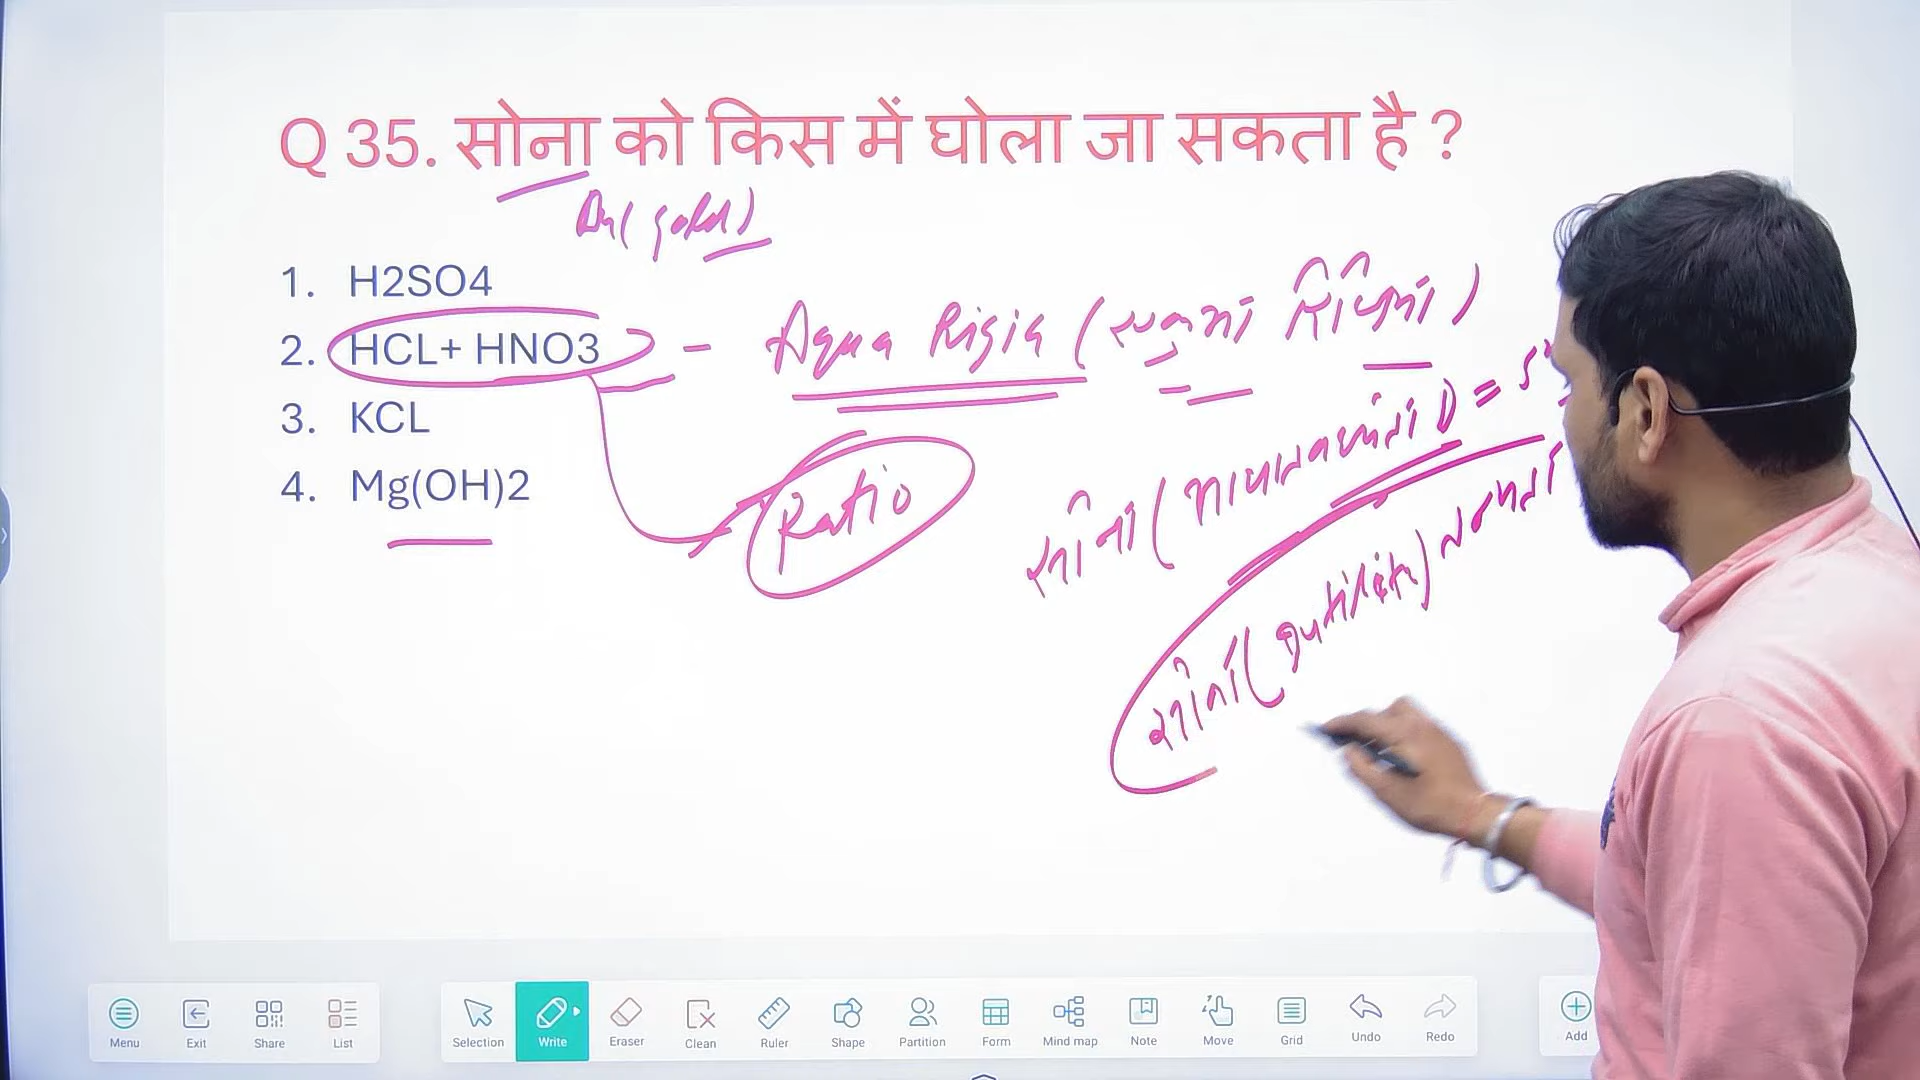 Q 35. सोना को किस में घोला जा सकता है ?
Au (gold)
1. H2SO4
2. HCL+ HNO3 - Aqua Rigia (
3. KCL
4. Mg(OH)2
Ratio
सोना (
सोना (
Menu Exit Share List Selection Write Eraser Clean Ruler Shape Partition Form Mind map Note Move Grid Undo Redo Add